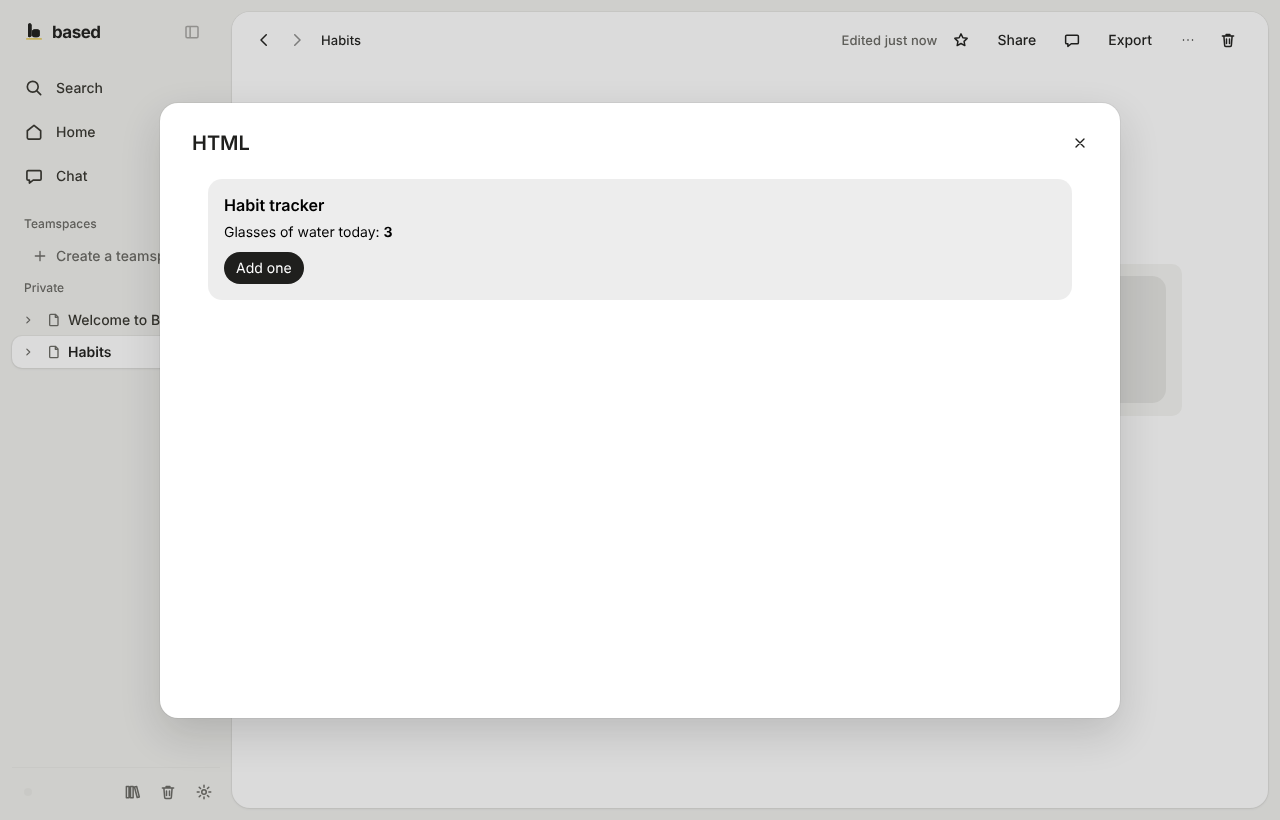 based
Search
Home
Chat
Teamspaces
Create a teamsp
Private
Welcome to B
Habits
Habits
Edited just now
Share
Export
HTML
Habit tracker
Glasses of water today: 3
Add one